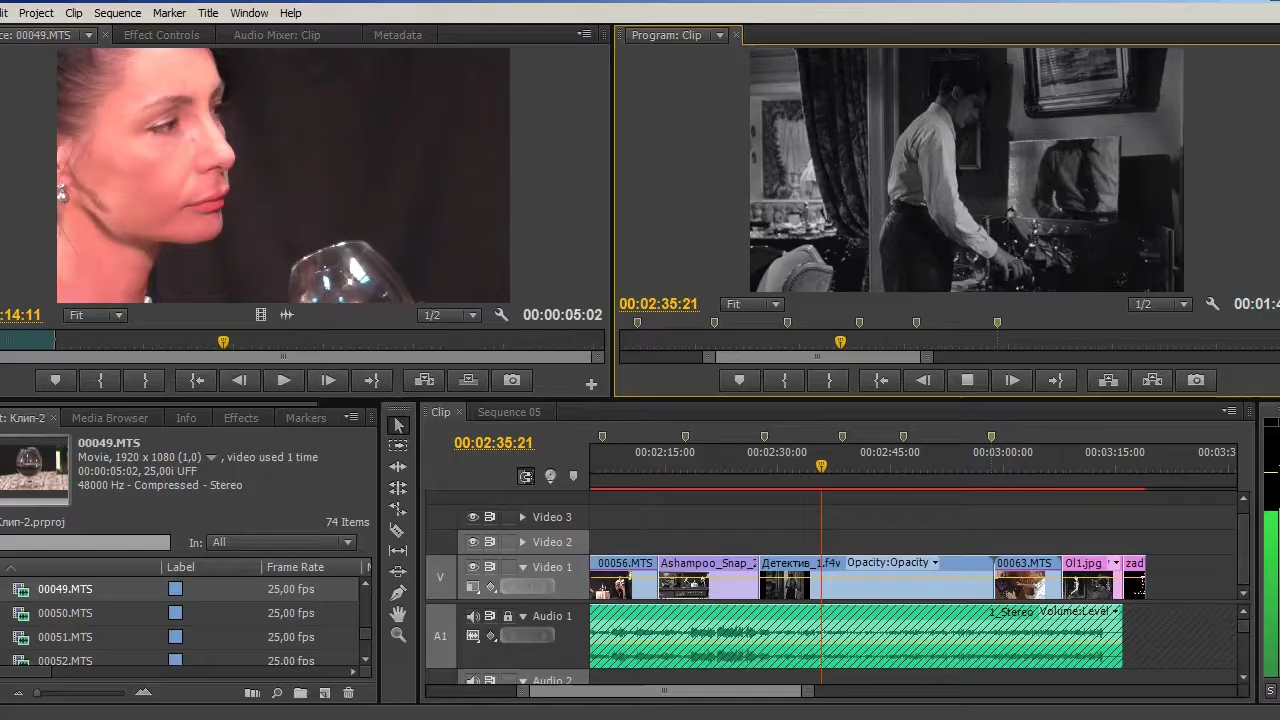 dit Project Clip Sequence Marker Title Window Help
ce: 00049.MTS Effect Controls Audio Mixer: Clip Metadata
Program: Clip
:14:11 Fit 1/2 00:00:05:02
00:02:35:21 Fit 1/2 00:01:4
t: Клип-2 Media Browser Info Effects Markers
00049.MTS
Movie, 1920 x 1080 (1,0) , video used 1 time
00:00:05:02, 25,00i UFF
48000 Hz - Compressed - Stereo
Клип-2.prproj 74 Items
In: All
Label Frame Rate
00049.MTS 25,00 fps
00050.MTS 25,00 fps
00051.MTS 25,00 fps
00052.MTS 25,00 fps
Clip Sequence 05
00:02:35:21
00:02:15:00 00:02:30:00 00:02:45:00 00:03:00:00 00:03:15:00 00:03:3
Video 3
Video 2
V Video 1 00056.MTS Ashampoo_Snap_2 Детектив_1.f4v Opacity:Opacity 00063.MTS Ol1.jpg zad
A1 Audio 1 1_Stereo Volume:Level
Audio 2
S